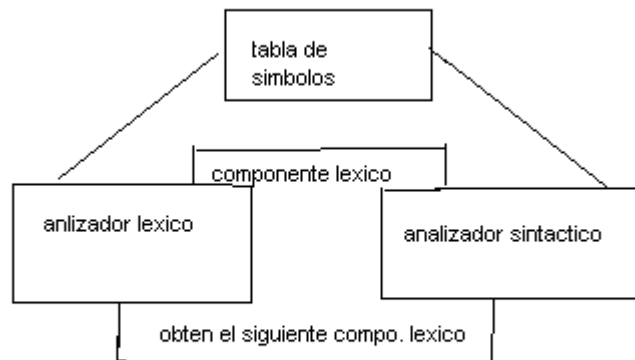 tabla de
simbolos
componente lexico
anlizador lexico
analizador sintactico
obten el siguiente compo. lexico